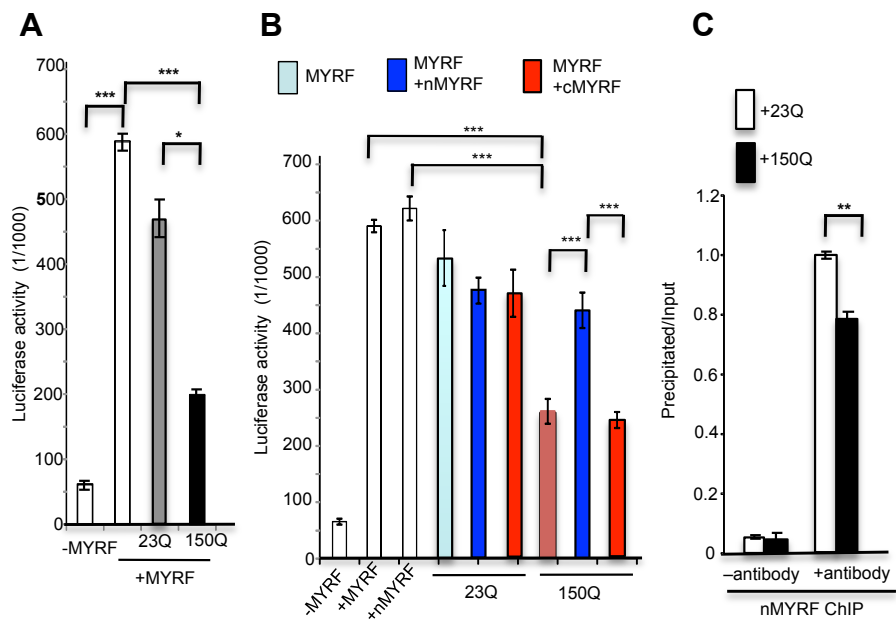 A
700
600
500
400
300
200
100
0
Luciferase activity (1/1000)
***
***
*
-MYRF
23Q
150Q
+MYRF
B
MYRF
MYRF
+nMYRF
MYRF
+cMYRF
700
600
500
400
300
200
100
0
Luciferase activity (1/1000)
***
***
***
***
-MYRF
+MYRF
+nMYRF
23Q
150Q
C
+23Q
+150Q
1.2
1.0
0.8
0.6
0.4
0.2
0
Precipitated/Input
**
–antibody
+antibody
nMYRF ChIP